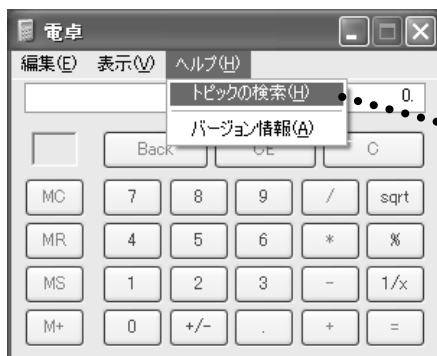 電卓
編集(E) 表示(V) ヘルプ(H)
トピックの検索(H)
0.
バージョン情報(A)
Back CE C
MC 7 8 9 / sqrt
MR 4 5 6 * %
MS 1 2 3 - 1/x
M+ 0 +/- . + =